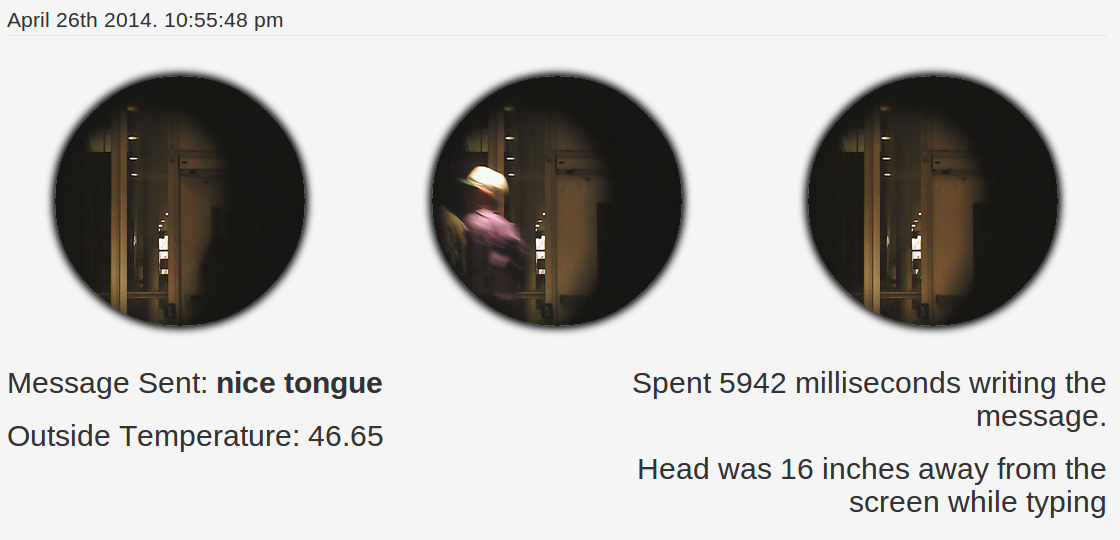 April 26th 2014. 10:55:48 pm
Message Sent: nice tongue
Outside Temperature: 46.65
Spent 5942 milliseconds writing the
message.
Head was 16 inches away from the
screen while typing